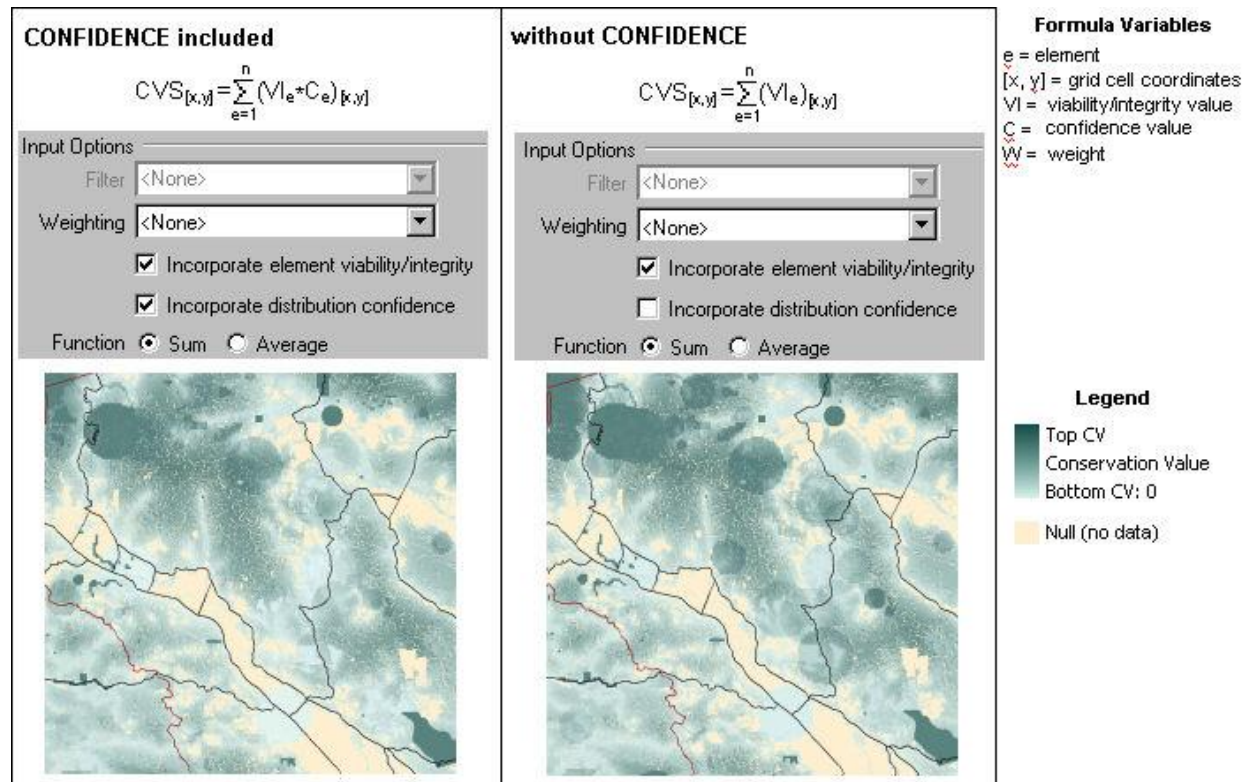 CONFIDENCE included
n
CVS[x,y]=∑(VIe*Ce)[x,y]
e=1
Input Options
Filter <None>
Weighting <None>
Incorporate element viability/integrity
Incorporate distribution confidence
Function Sum Average
without CONFIDENCE
n
CVS[x,y]=∑(VIe)[x,y]
e=1
Input Options
Filter <None>
Weighting <None>
Incorporate element viability/integrity
Incorporate distribution confidence
Function Sum Average
Formula Variables
e = element
[x, y] = grid cell coordinates
VI = viability/integrity value
C = confidence value
W = weight
Legend
Top CV
Conservation Value
Bottom CV: 0
Null (no data)